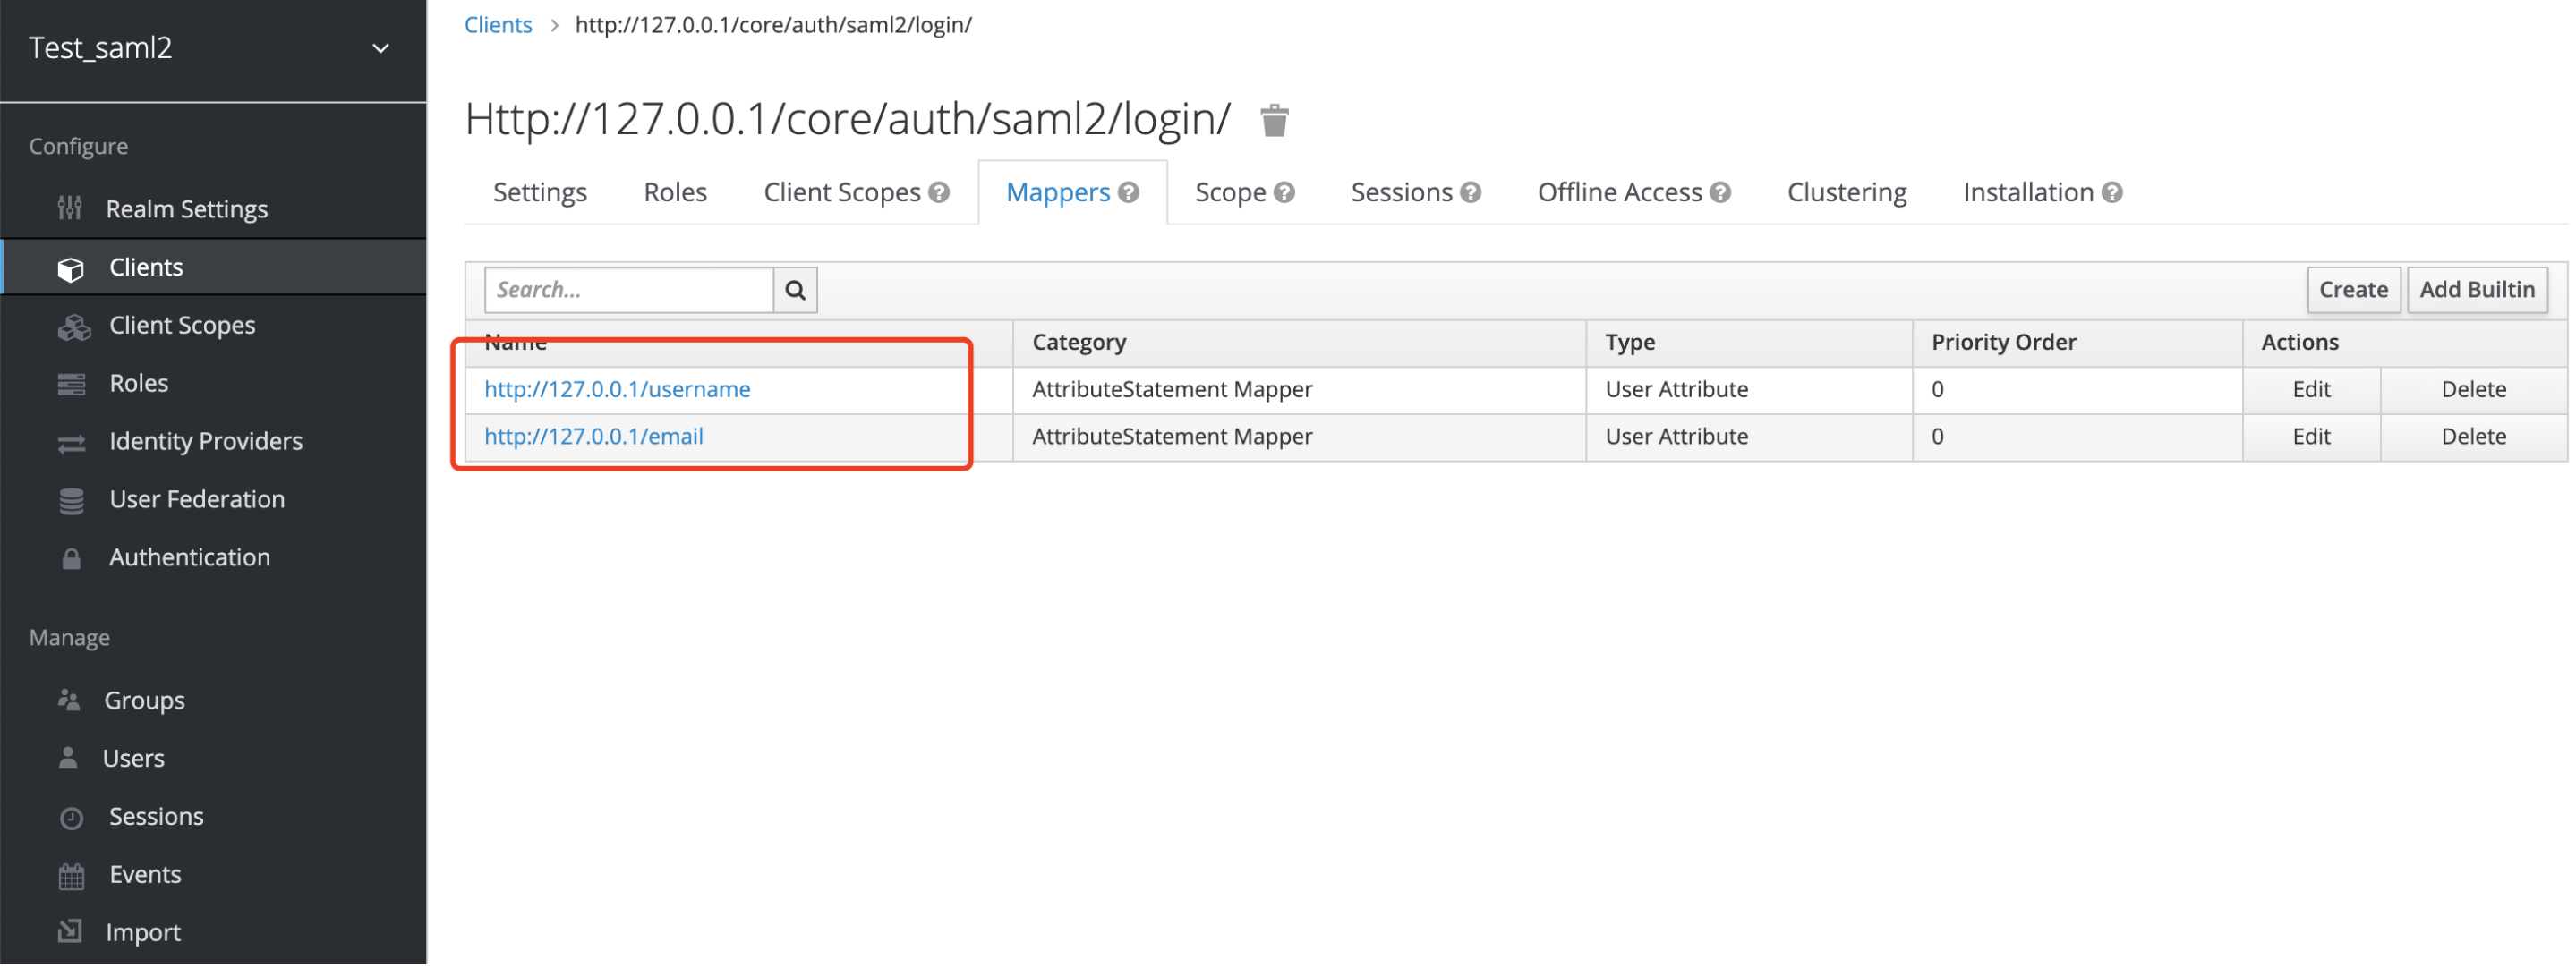 Test_saml2
Configure
Realm Settings
Clients
Client Scopes
Roles
Identity Providers
User Federation
Authentication
Manage
Groups
Users
Sessions
Events
Import
Clients > http://127.0.0.1/core/auth/saml2/login/
Http://127.0.0.1/core/auth/saml2/login/
Settings Roles Client Scopes Mappers Scope Sessions Offline Access Clustering Installation
Search... Create Add Builtin
Name Category Type Priority Order Actions
http://127.0.0.1/username AttributeStatement Mapper User Attribute 0 Edit Delete
http://127.0.0.1/email AttributeStatement Mapper User Attribute 0 Edit Delete